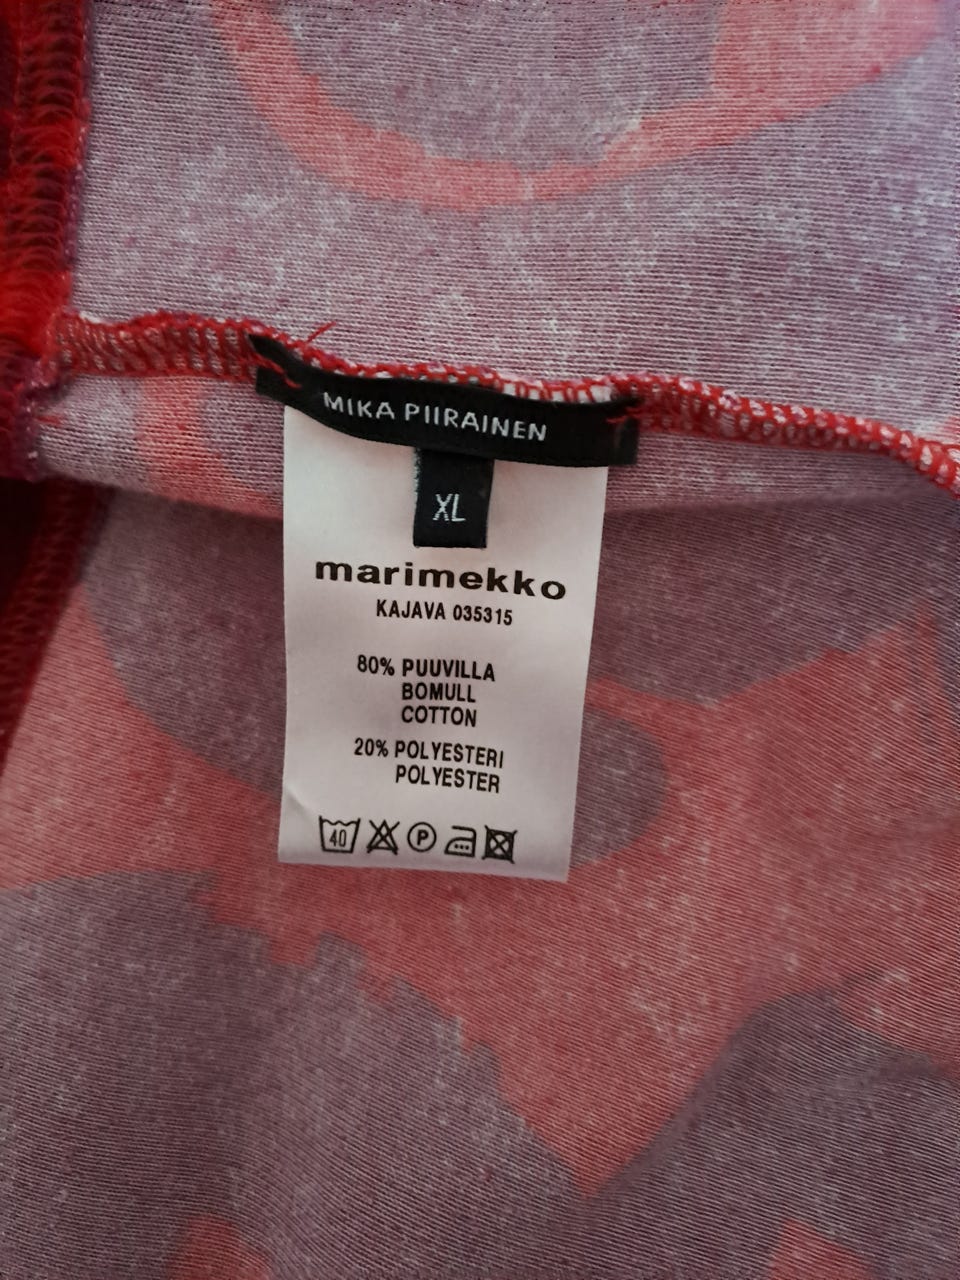 MIKA PIIRAINEN
XL
marimekko
KAJAVA 035315
80% PUUVILLA
BOMULL
COTTON
20% POLYESTERI
POLYESTER
40 P